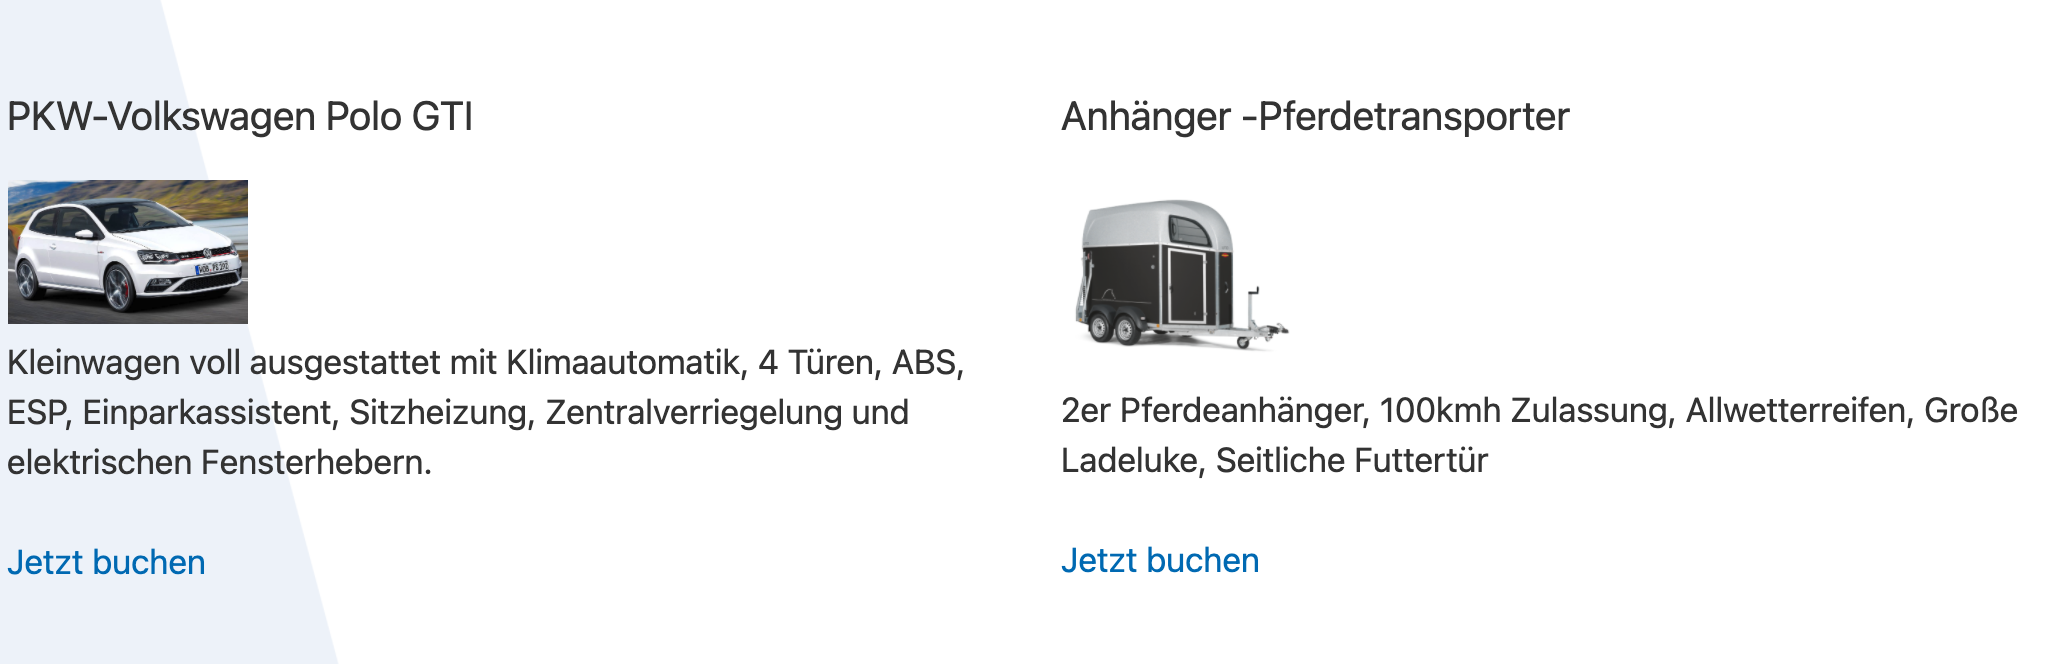 PKW-Volkswagen Polo GTI
Kleinwagen voll ausgestattet mit Klimaautomatik, 4 Türen, ABS,
ESP, Einparkassistent, Sitzheizung, Zentralverriegelung und
elektrischen Fensterhebern.
Jetzt buchen
Anhänger -Pferdetransporter
2er Pferdeanhänger, 100kmh Zulassung, Allwetterreifen, Große
Ladeluke, Seitliche Futtertür
Jetzt buchen